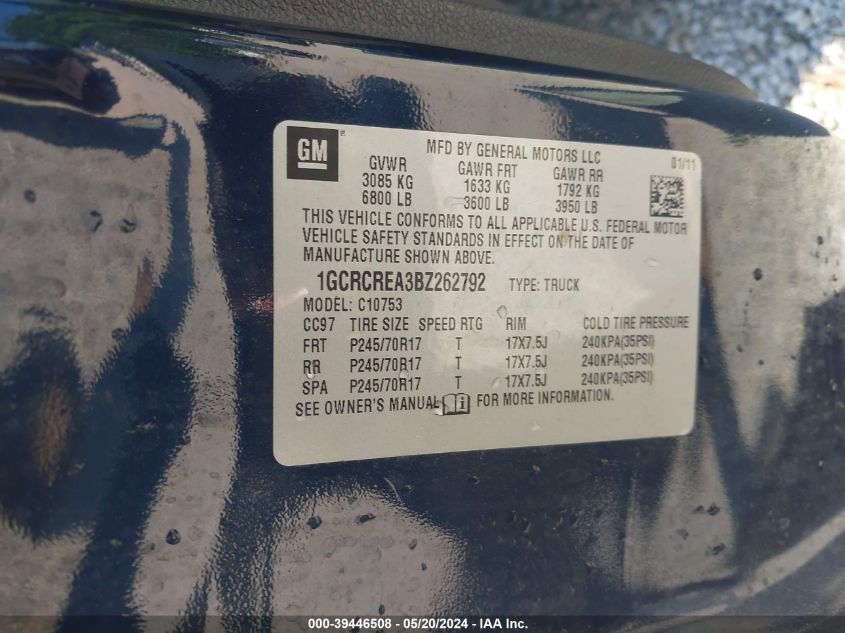 GM ®
MFD BY GENERAL MOTORS LLC 01/11
GVWR GAWR FRT GAWR RR
3085 KG 1633 KG 1792 KG
6800 LB 3600 LB 3950 LB
THIS VEHICLE CONFORMS TO ALL APPLICABLE U.S. FEDERAL MOTOR
VEHICLE SAFETY STANDARDS IN EFFECT ON THE DATE OF
MANUFACTURE SHOWN ABOVE.
1GCRCREA3BZ262792 TYPE: TRUCK
MODEL: C10753
CC97 TIRE SIZE SPEED RTG RIM COLD TIRE PRESSURE
FRT P245/70R17 T 17X7.5J 240KPA(35PSI)
RR P245/70R17 T 17X7.5J 240KPA(35PSI)
SPA P245/70R17 T 17X7.5J 240KPA(35PSI)
SEE OWNER'S MANUAL i FOR MORE INFORMATION.
000-39446508 - 05/20/2024 - IAA Inc.